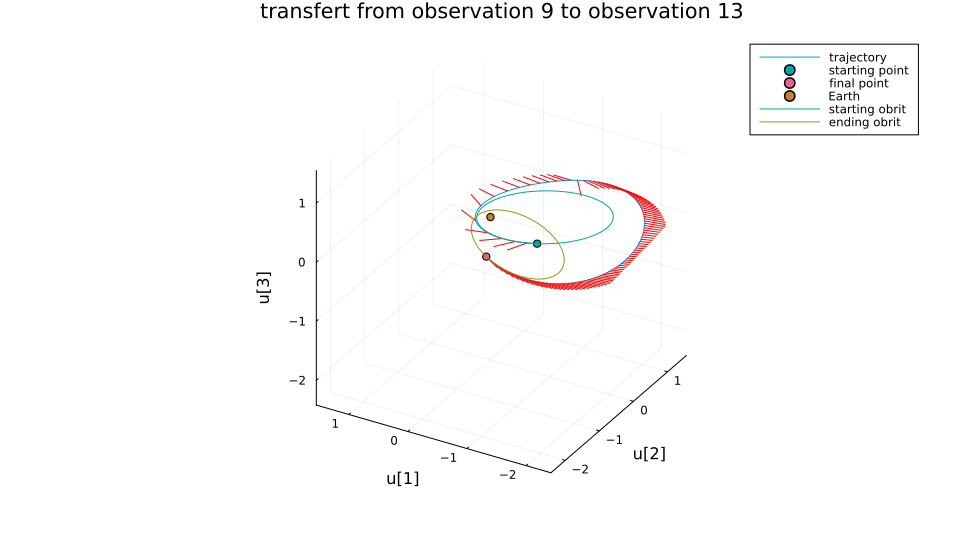 transfert from observation 9 to observation 13
trajectory
starting point
final point
Earth
starting obrit
ending obrit
u[3]
1
0
−1
−2
1
0
−1
−2
u[1]
1
0
−1
−2
u[2]